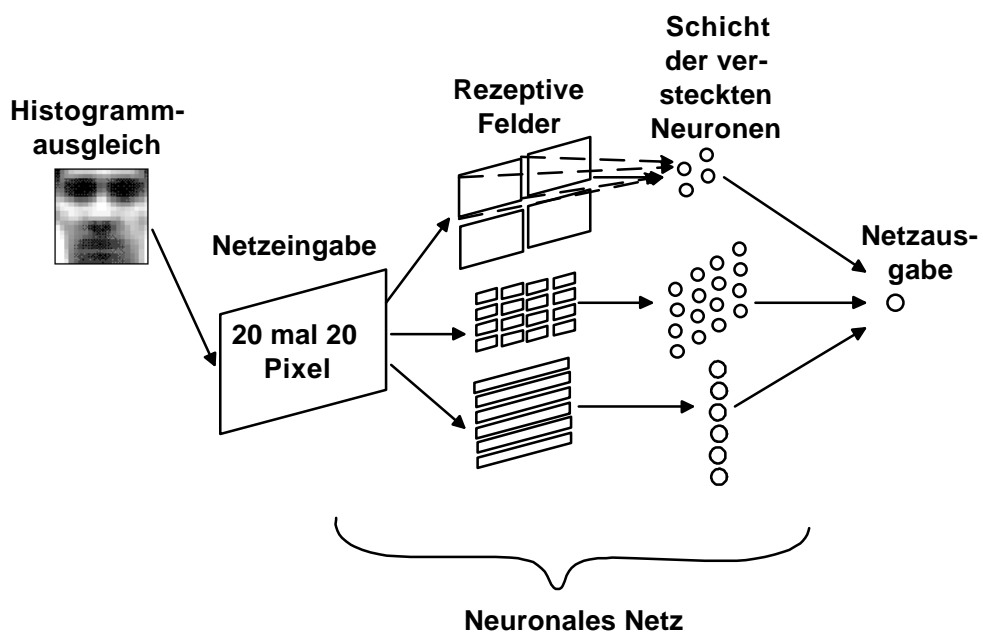 Histogramm-
ausgleich
Netzeingabe
20 mal 20
Pixel
Rezeptive
Felder
Schicht
der ver-
steckten
Neuronen
Netzaus-
gabe
Neuronales Netz